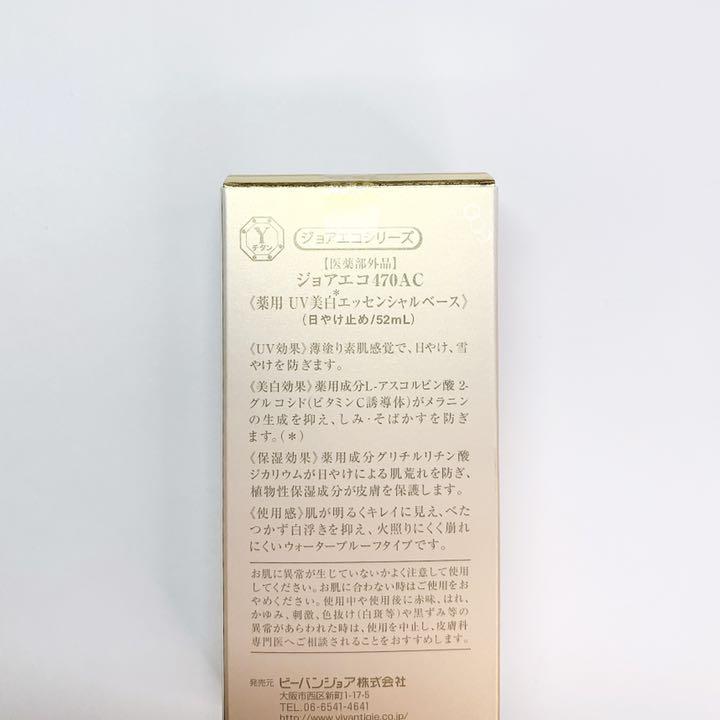 Y
チタン
ジョアエコシリーズ
【医薬部外品】
ジョアエコ470AC
《薬用 UV美白*エッセンシャルベース》
(日やけ止め/52mL)
《UV効果》薄塗り素肌感覚で、日やけ、雪
やけを防ぎます。
《美白効果》薬用成分L-アスコルビン酸 2-
グルコシド(ビタミンC誘導体)がメラニン
の生成を抑え、しみ・そばかすを防ぎ
ます。(*)
《保湿効果》薬用成分グリチルリチン酸
ジカリウムが日やけによる肌荒れを防ぎ、
植物性保湿成分が皮膚を保護します。
《使用感》肌が明るくキレイに見え、べた
つかず白浮きを抑え、火照りにくく崩れ
にくいウォータープルーフタイプです。
お肌に異常が生じていないかよく注意して使用
してください。お肌に合わない時はご使用をお
やめください。使用中や使用後に赤味、はれ、
かゆみ、刺激、色抜け(白斑等)や黒ずみ等の
異常があらわれた時は、使用を中止し、皮膚科
専門医へご相談されることをおすすめします。
発売元 ビーバンジョア株式会社
大阪市西区新町1-17-5
TEL.06-6541-4641
http://www.vivantjoie.co.jp/